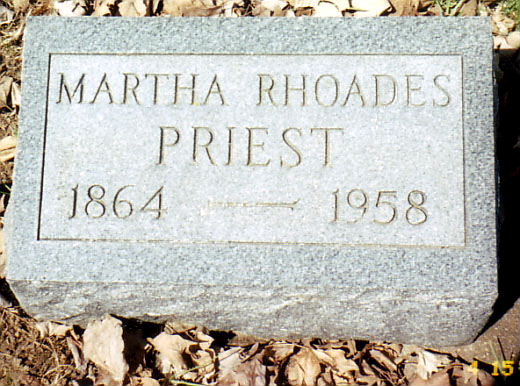 MARTHA RHOADES
PRIEST
1864 — 1958
4 15